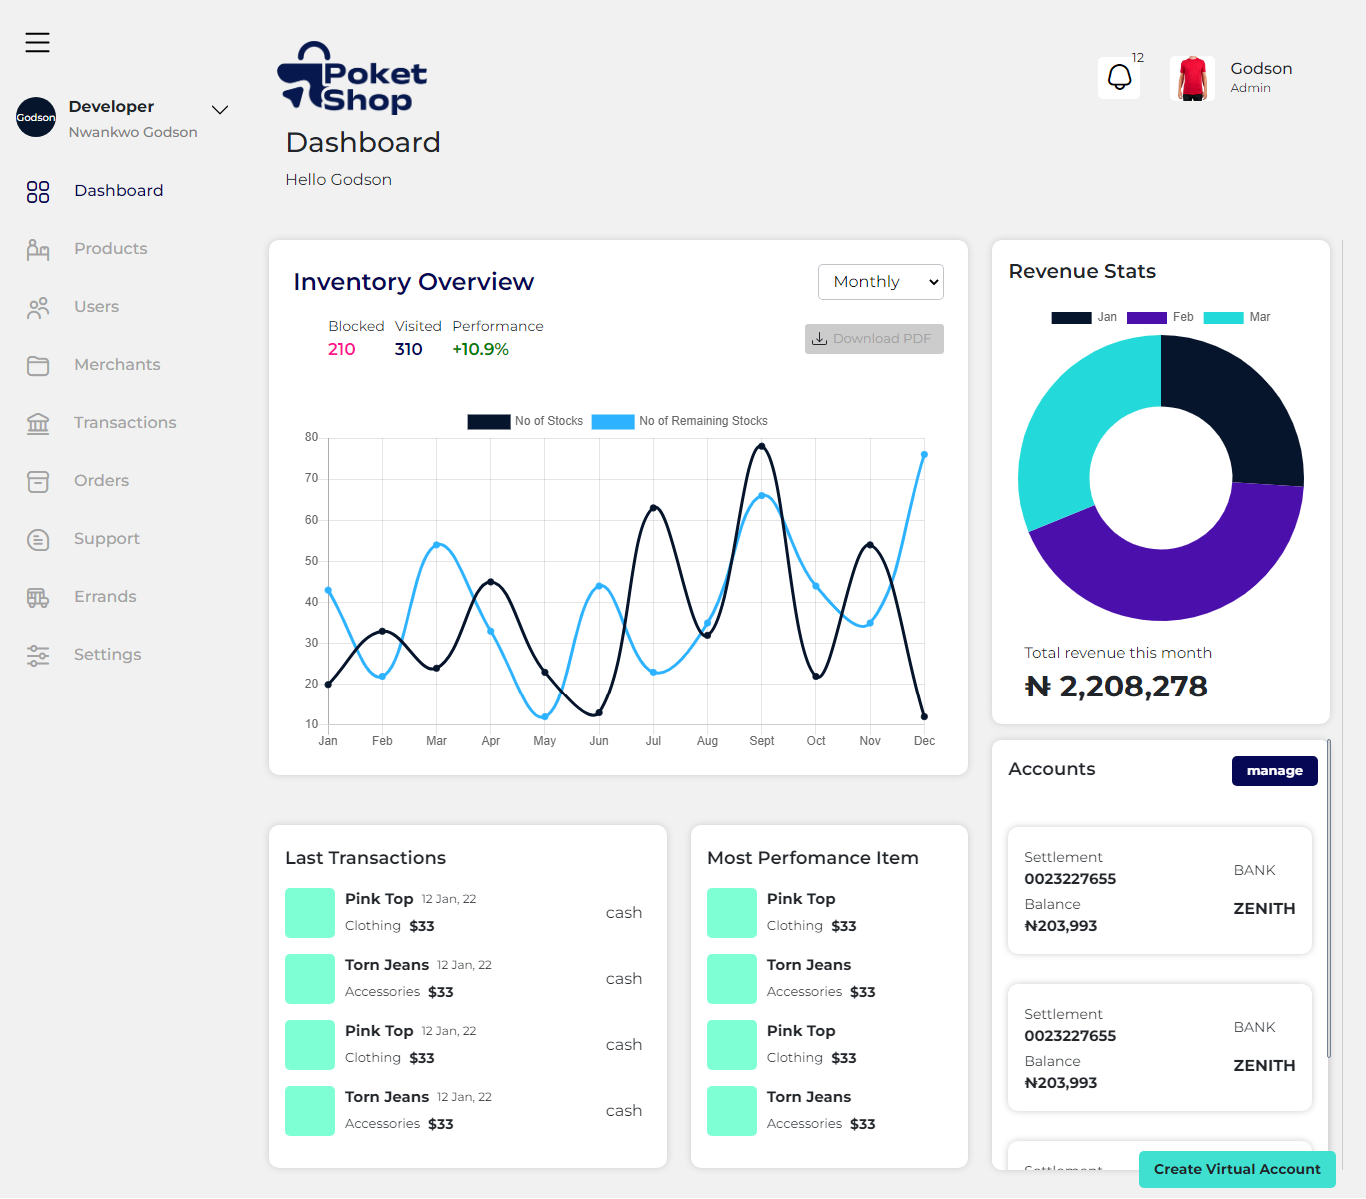 Poket
Shop
12
Godson
Admin
Godson
Developer
Nwankwo Godson
Dashboard
Products
Users
Merchants
Transactions
Orders
Support
Errands
Settings
Dashboard
Hello Godson
Inventory Overview
Monthly
Blocked Visited Performance
210 310 +10.9%
Download PDF
No of Stocks No of Remaining Stocks
80
70
60
50
40
30
20
10
Jan Feb Mar Apr May Jun Jul Aug Sept Oct Nov Dec
Revenue Stats
Jan Feb Mar
Total revenue this month
₦ 2,208,278
Accounts
manage
Settlement
0023227655
Balance
₦203,993
BANK
ZENITH
Settlement
0023227655
Balance
₦203,993
BANK
ZENITH
Settlement
Create Virtual Account
Last Transactions
Pink Top 12 Jan, 22
Clothing $33
cash
Torn Jeans 12 Jan, 22
Accessories $33
cash
Pink Top 12 Jan, 22
Clothing $33
cash
Torn Jeans 12 Jan, 22
Accessories $33
cash
Most Perfomance Item
Pink Top
Clothing $33
Torn Jeans
Accessories $33
Pink Top
Clothing $33
Torn Jeans
Accessories $33